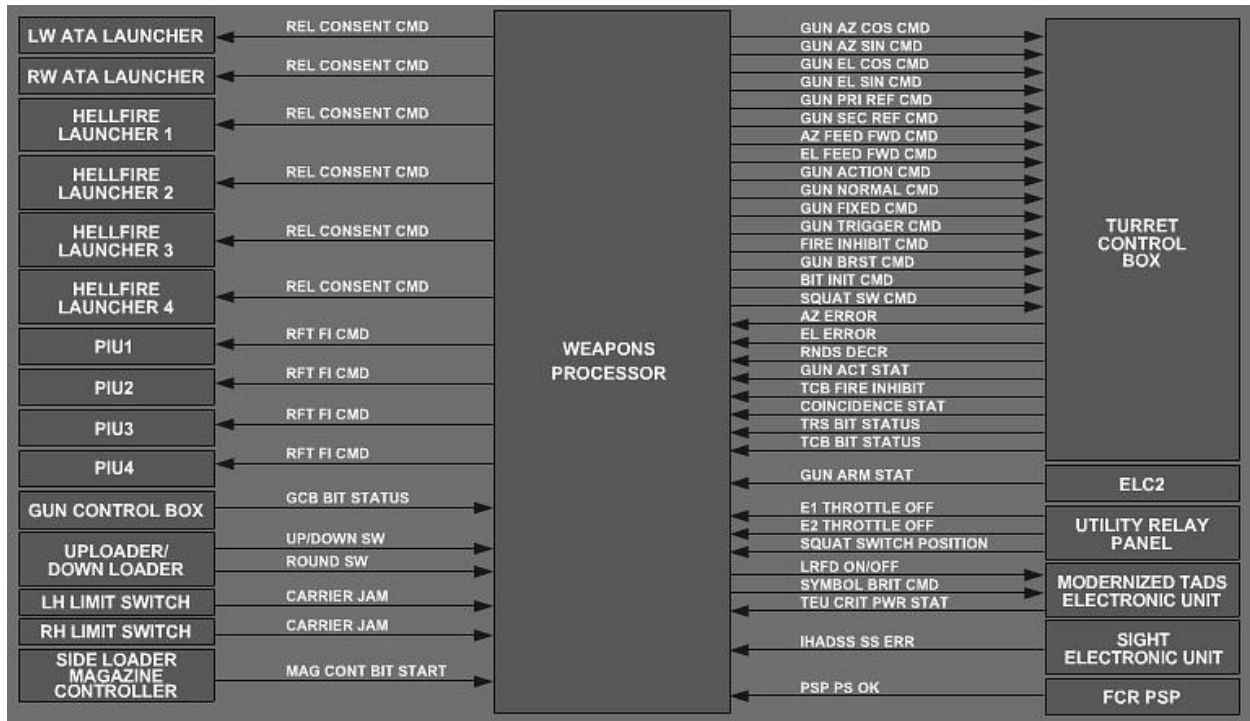 LW ATA LAUNCHER
REL CONSENT CMD
RW ATA LAUNCHER
REL CONSENT CMD
HELLFIRE
LAUNCHER 1
REL CONSENT CMD
HELLFIRE
LAUNCHER 2
REL CONSENT CMD
HELLFIRE
LAUNCHER 3
REL CONSENT CMD
HELLFIRE
LAUNCHER 4
REL CONSENT CMD
PIU1
RFT FI CMD
PIU2
RFT FI CMD
PIU3
RFT FI CMD
PIU4
RFT FI CMD
GUN CONTROL BOX
GCB BIT STATUS
UPLOADER/
DOWN LOADER
UP/DOWN SW
ROUND SW
LH LIMIT SWITCH
CARRIER JAM
RH LIMIT SWITCH
CARRIER JAM
SIDE LOADER
MAGAZINE
CONTROLLER
MAG CONT BIT START
WEAPONS
PROCESSOR
GUN AZ COS CMD
GUN AZ SIN CMD
GUN EL COS CMD
GUN EL SIN CMD
GUN PRI REF CMD
GUN SEC REF CMD
AZ FEED FWD CMD
EL FEED FWD CMD
GUN ACTION CMD
GUN NORMAL CMD
GUN FIXED CMD
GUN TRIGGER CMD
FIRE INHIBIT CMD
GUN BRST CMD
BIT INIT CMD
SQUAT SW CMD
AZ ERROR
EL ERROR
RNDS DECR
GUN ACT STAT
TCB FIRE INHIBIT
COINCIDENCE STAT
TRS BIT STATUS
TCB BIT STATUS
TURRET
CONTROL
BOX
GUN ARM STAT
ELC2
E1 THROTTLE OFF
E2 THROTTLE OFF
SQUAT SWITCH POSITION
UTILITY RELAY
PANEL
LRFD ON/OFF
SYMBOL BRIT CMD
TEU CRIT PWR STAT
MODERNIZED TADS
ELECTRONIC UNIT
IHADSS SS ERR
SIGHT
ELECTRONIC UNIT
PSP PS OK
FCR PSP